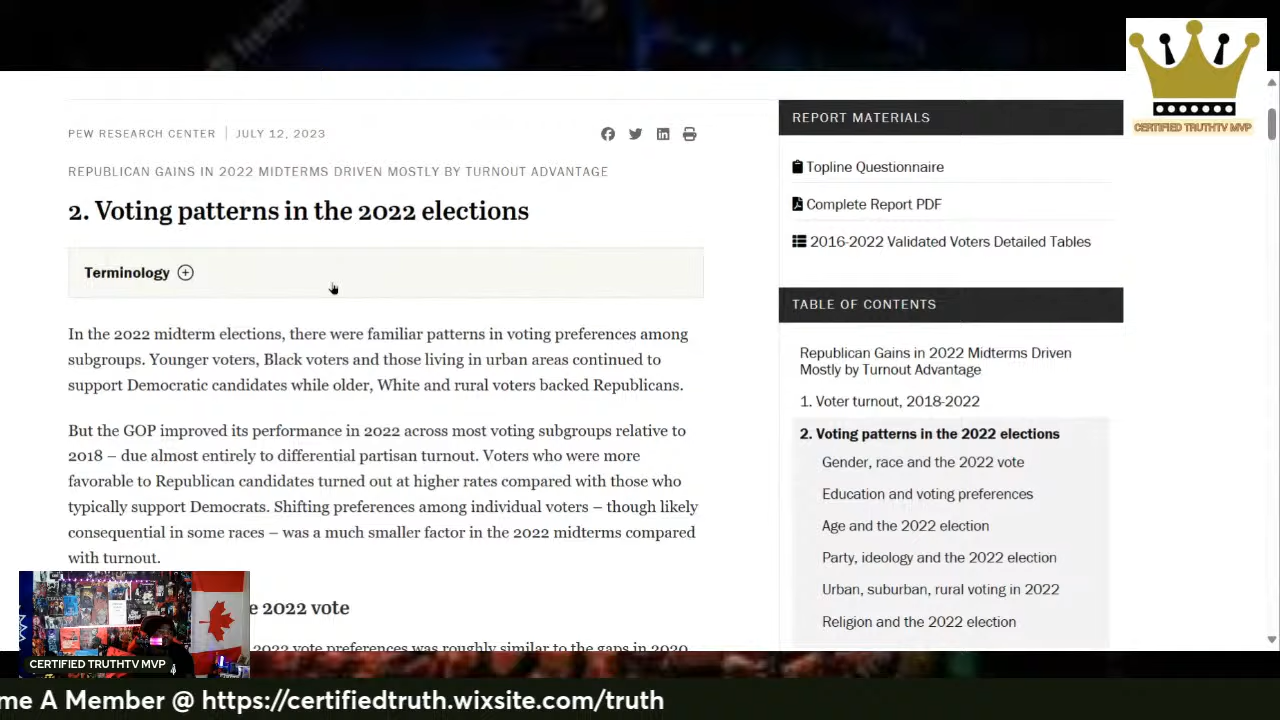 CERTIFIED TRUTHTV MVP
PEW RESEARCH CENTER | JULY 12, 2023
REPUBLICAN GAINS IN 2022 MIDTERMS DRIVEN MOSTLY BY TURNOUT ADVANTAGE
2. Voting patterns in the 2022 elections
Terminology
In the 2022 midterm elections, there were familiar patterns in voting preferences among
subgroups. Younger voters, Black voters and those living in urban areas continued to
support Democratic candidates while older, White and rural voters backed Republicans.
But the GOP improved its performance in 2022 across most voting subgroups relative to
2018 – due almost entirely to differential partisan turnout. Voters who were more
favorable to Republican candidates turned out at higher rates compared with those who
typically support Democrats. Shifting preferences among individual voters – though likely
consequential in some races – was a much smaller factor in the 2022 midterms compared
with turnout.
e 2022 vote
2022 vote preferences was roughly similar to the gaps in 2020
REPORT MATERIALS
Topline Questionnaire
Complete Report PDF
2016-2022 Validated Voters Detailed Tables
TABLE OF CONTENTS
Republican Gains in 2022 Midterms Driven
Mostly by Turnout Advantage
1. Voter turnout, 2018-2022
2. Voting patterns in the 2022 elections
Gender, race and the 2022 vote
Education and voting preferences
Age and the 2022 election
Party, ideology and the 2022 election
Urban, suburban, rural voting in 2022
Religion and the 2022 election
CERTIFIED TRUTHTV MVP
me A Member @ https://certifiedtruth.wixsite.com/truth